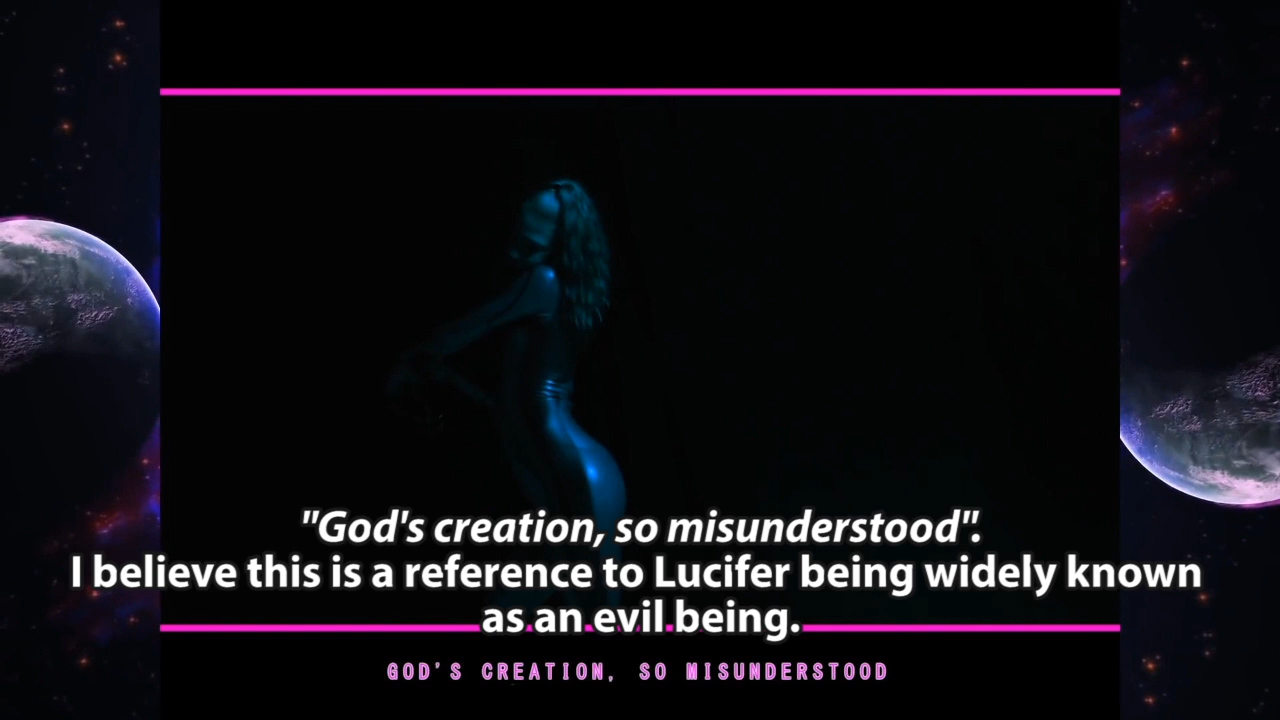 "God's creation, so misunderstood".
I believe this is a reference to Lucifer being widely known
as an evil being.
GOD'S CREATION, SO MISUNDERSTOOD